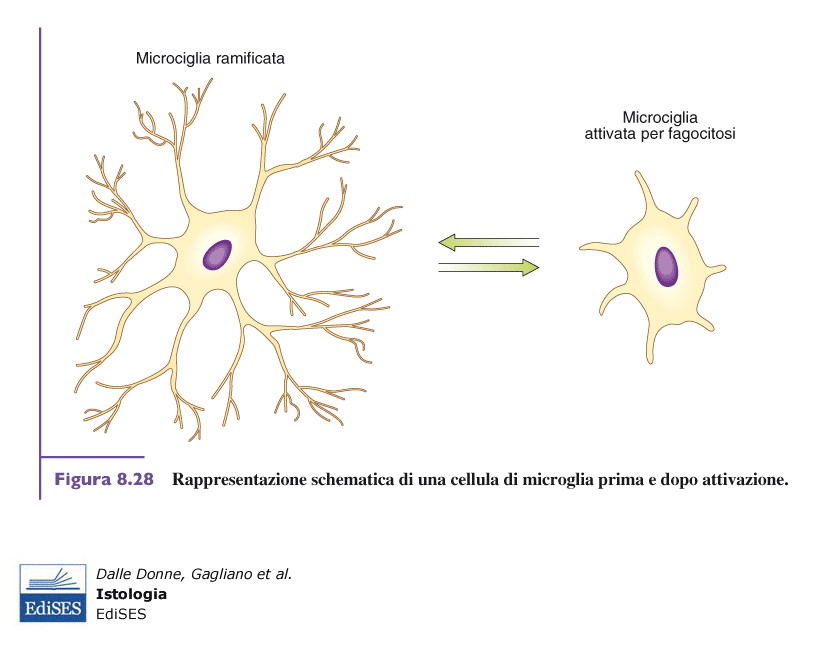 Microciglia ramificata
Microciglia
attivata per fagocitosi
Figura 8.28 Rappresentazione schematica di una cellula di microglia prima e dopo attivazione.
Dalle Donne, Gagliano et al.
Istologia
EdiSES
EdiSES